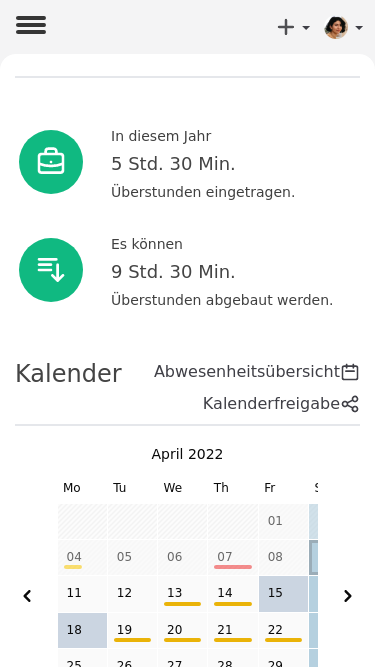 In diesem Jahr
5 Std. 30 Min.
Überstunden eingetragen.
Es können
9 Std. 30 Min.
Überstunden abgebaut werden.
Kalender
Abwesenheitsübersicht
Kalenderfreigabe
April 2022
Mo Tu We Th Fr
01
04 05 06 07 08
11 12 13 14 15
18 19 20 21 22
25 26 27 28 29